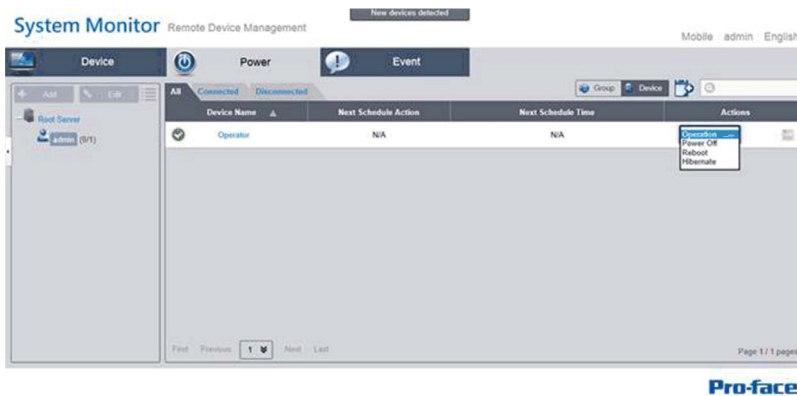 New devices detected
System Monitor Remote Device Management
Mobile admin English
Device Power Event
Add Edit
All Connected Disconnected
Group Device
Root Server
admin (0/1)
Device Name Next Schedule Action Next Schedule Time Actions
Operator N/A N/A Operation ...
Power Off
Reboot
Hibernate
First Previous 1 Next Last
Page 1 / 1 pages
Pro-face